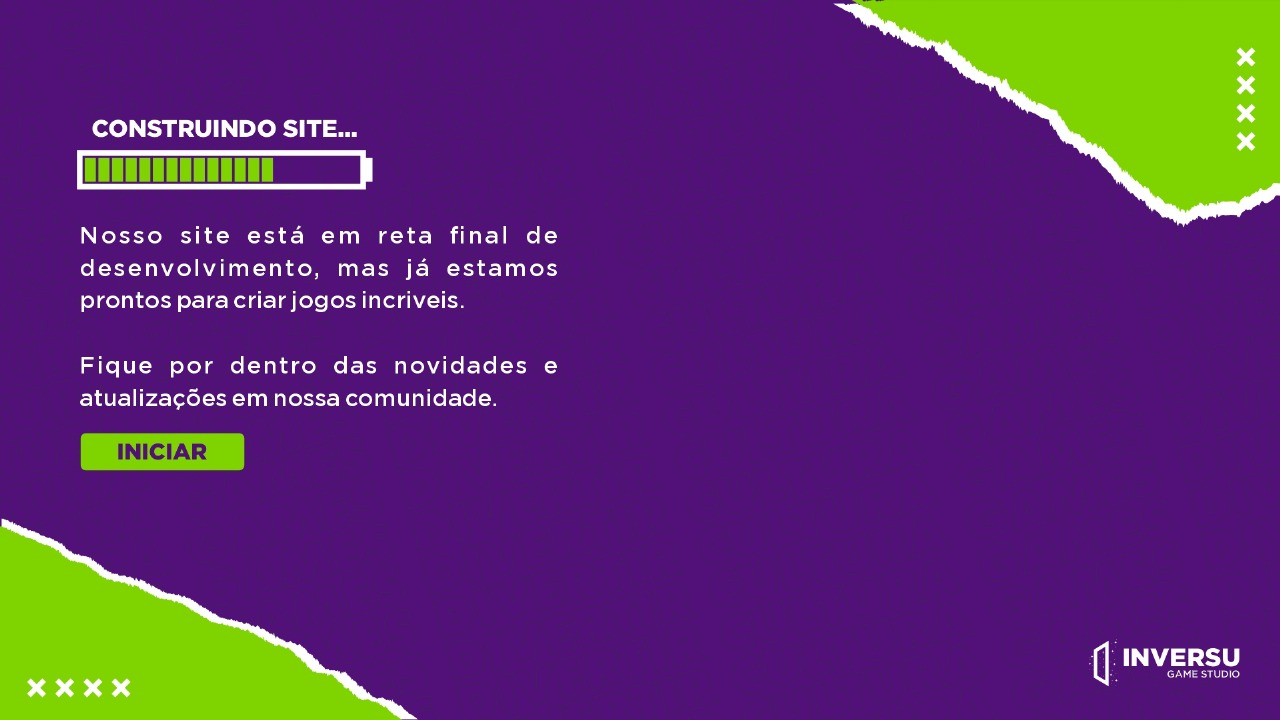 CONSTRUINDO SITE...
Nosso site está em reta final de
desenvolvimento, mas já estamos
prontos para criar jogos incriveis.
Fique por dentro das novidades e
atualizações em nossa comunidade.
INICIAR
INVERSU
GAME STUDIO